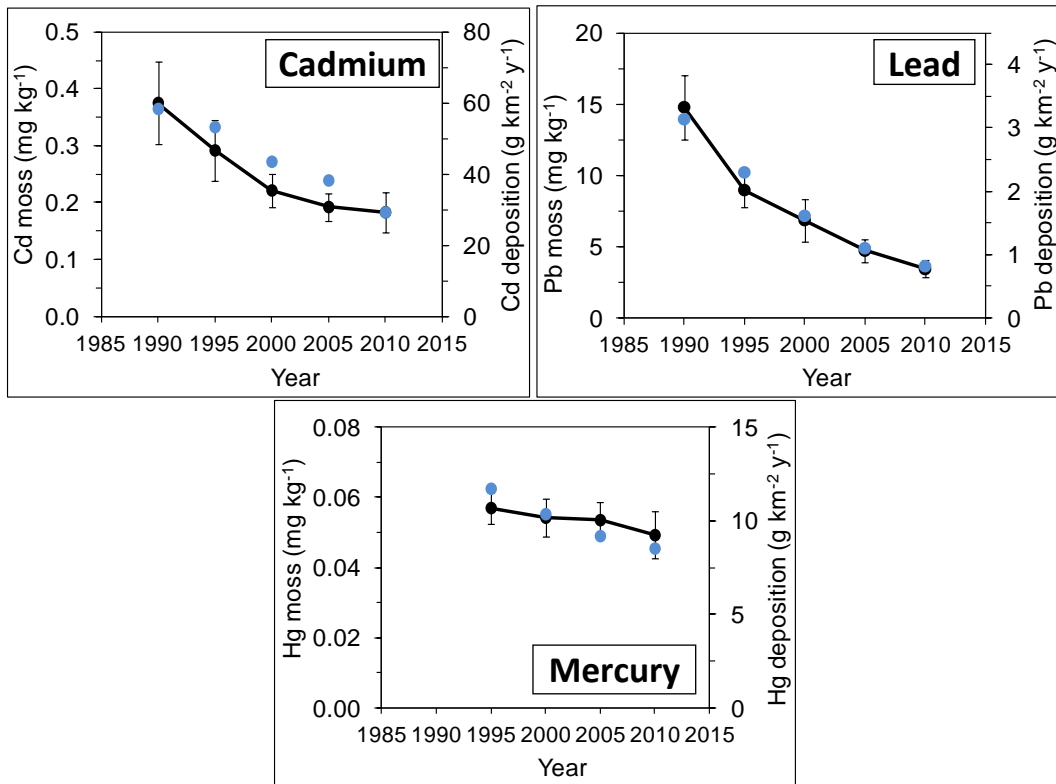 Cadmium
Cd moss (mg kg⁻¹)
0.5
0.4
0.3
0.2
0.1
0.0
80
60
40
20
0
Cd deposition (g km⁻² y⁻¹)
1985 1990 1995 2000 2005 2010 2015
Year
Lead
Pb moss (mg kg⁻¹)
20
15
10
5
0
4
3
2
1
0
Pb deposition (g km⁻² y⁻¹)
1985 1990 1995 2000 2005 2010 2015
Year
Mercury
Hg moss (mg kg⁻¹)
0.08
0.06
0.04
0.02
0.00
15
10
5
0
Hg deposition (g km⁻² y⁻¹)
1985 1990 1995 2000 2005 2010 2015
Year